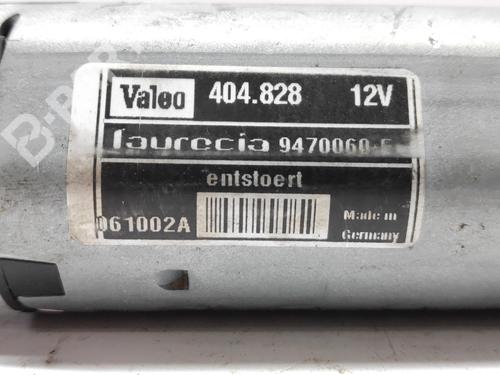 Valeo 404.828 12V
faurecia 9470060-E
entstoert
061002A Made in
Germany